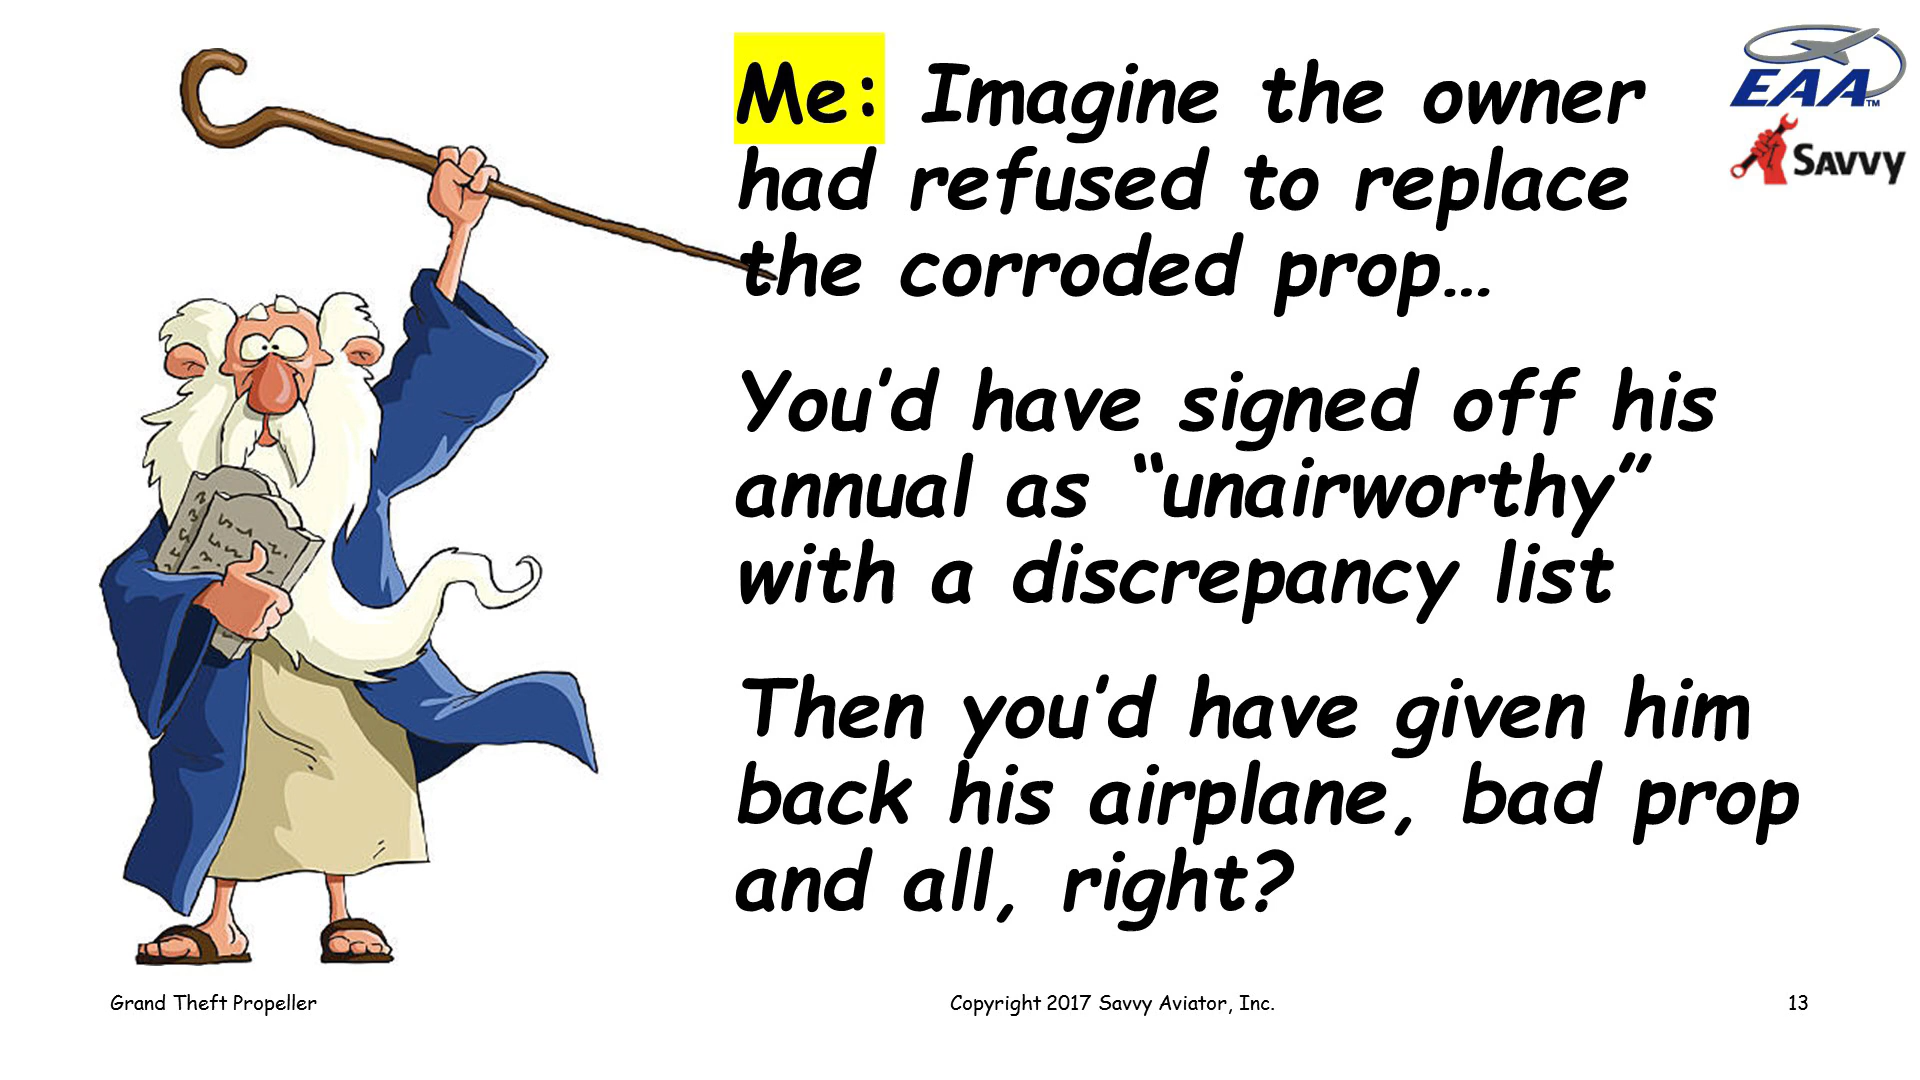 Me: Imagine the owner
had refused to replace
the corroded prop…
You’d have signed off his
annual as “unairworthy”
with a discrepancy list
Then you’d have given him
back his airplane, bad prop
and all, right?
EAA™
SAVVY
Grand Theft Propeller
Copyright 2017 Savvy Aviator, Inc.
13